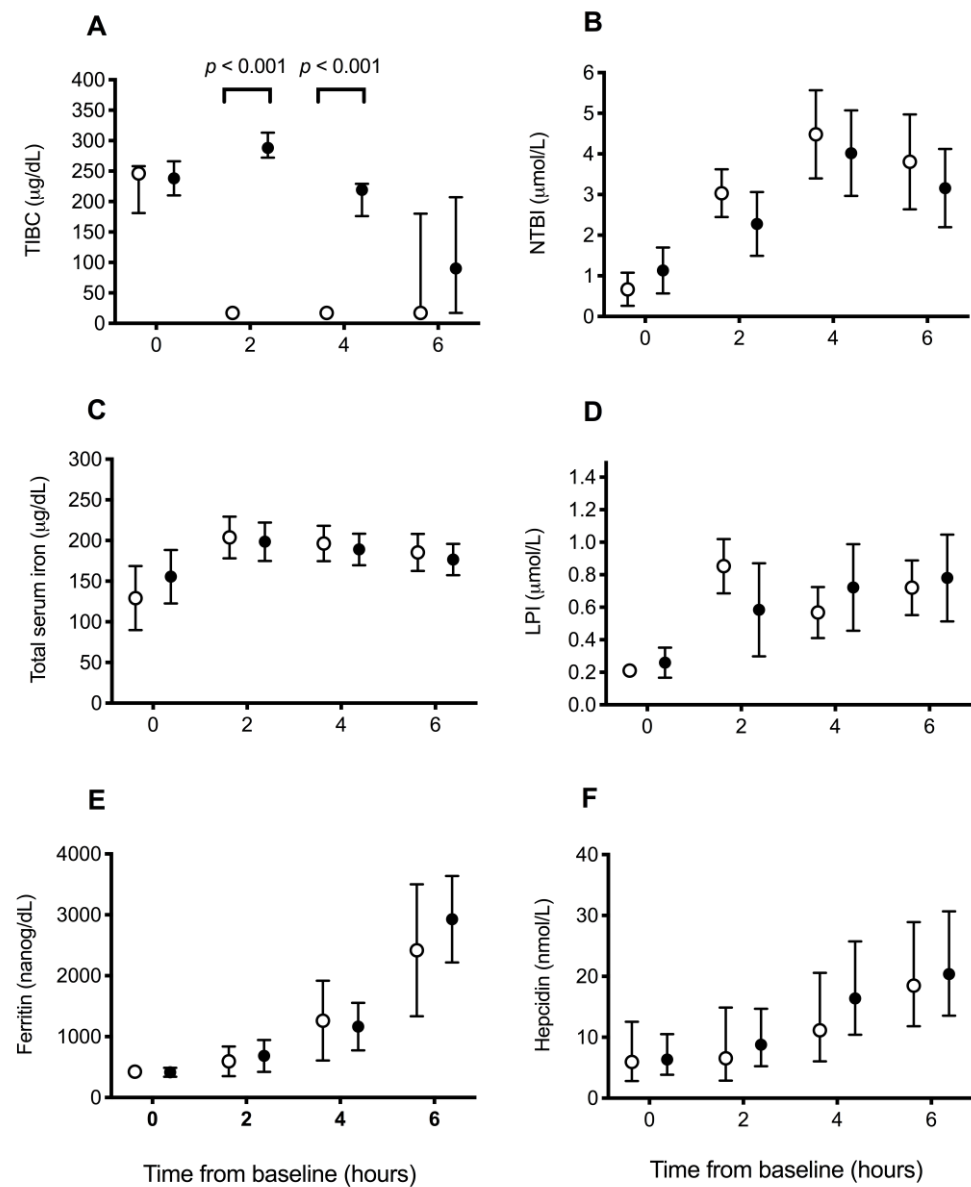 A
p < 0.001 p < 0.001
TIBC (μg/dL)
400
350
300
250
200
150
100
50
0
0 2 4 6
B
NTBI (μmol/L)
6
5
4
3
2
1
0
0 2 4 6
C
Total serum iron (μg/dL)
300
250
200
150
100
50
0
0 2 4 6
D
LPI (μmol/L)
1.4
1.2
1.0
0.8
0.6
0.4
0.2
0.0
0 2 4 6
E
Ferritin (nanog/dL)
4000
3000
2000
1000
0
0 2 4 6
Time from baseline (hours)
F
Hepcidin (nmol/L)
40
30
20
10
0
0 2 4 6
Time from baseline (hours)